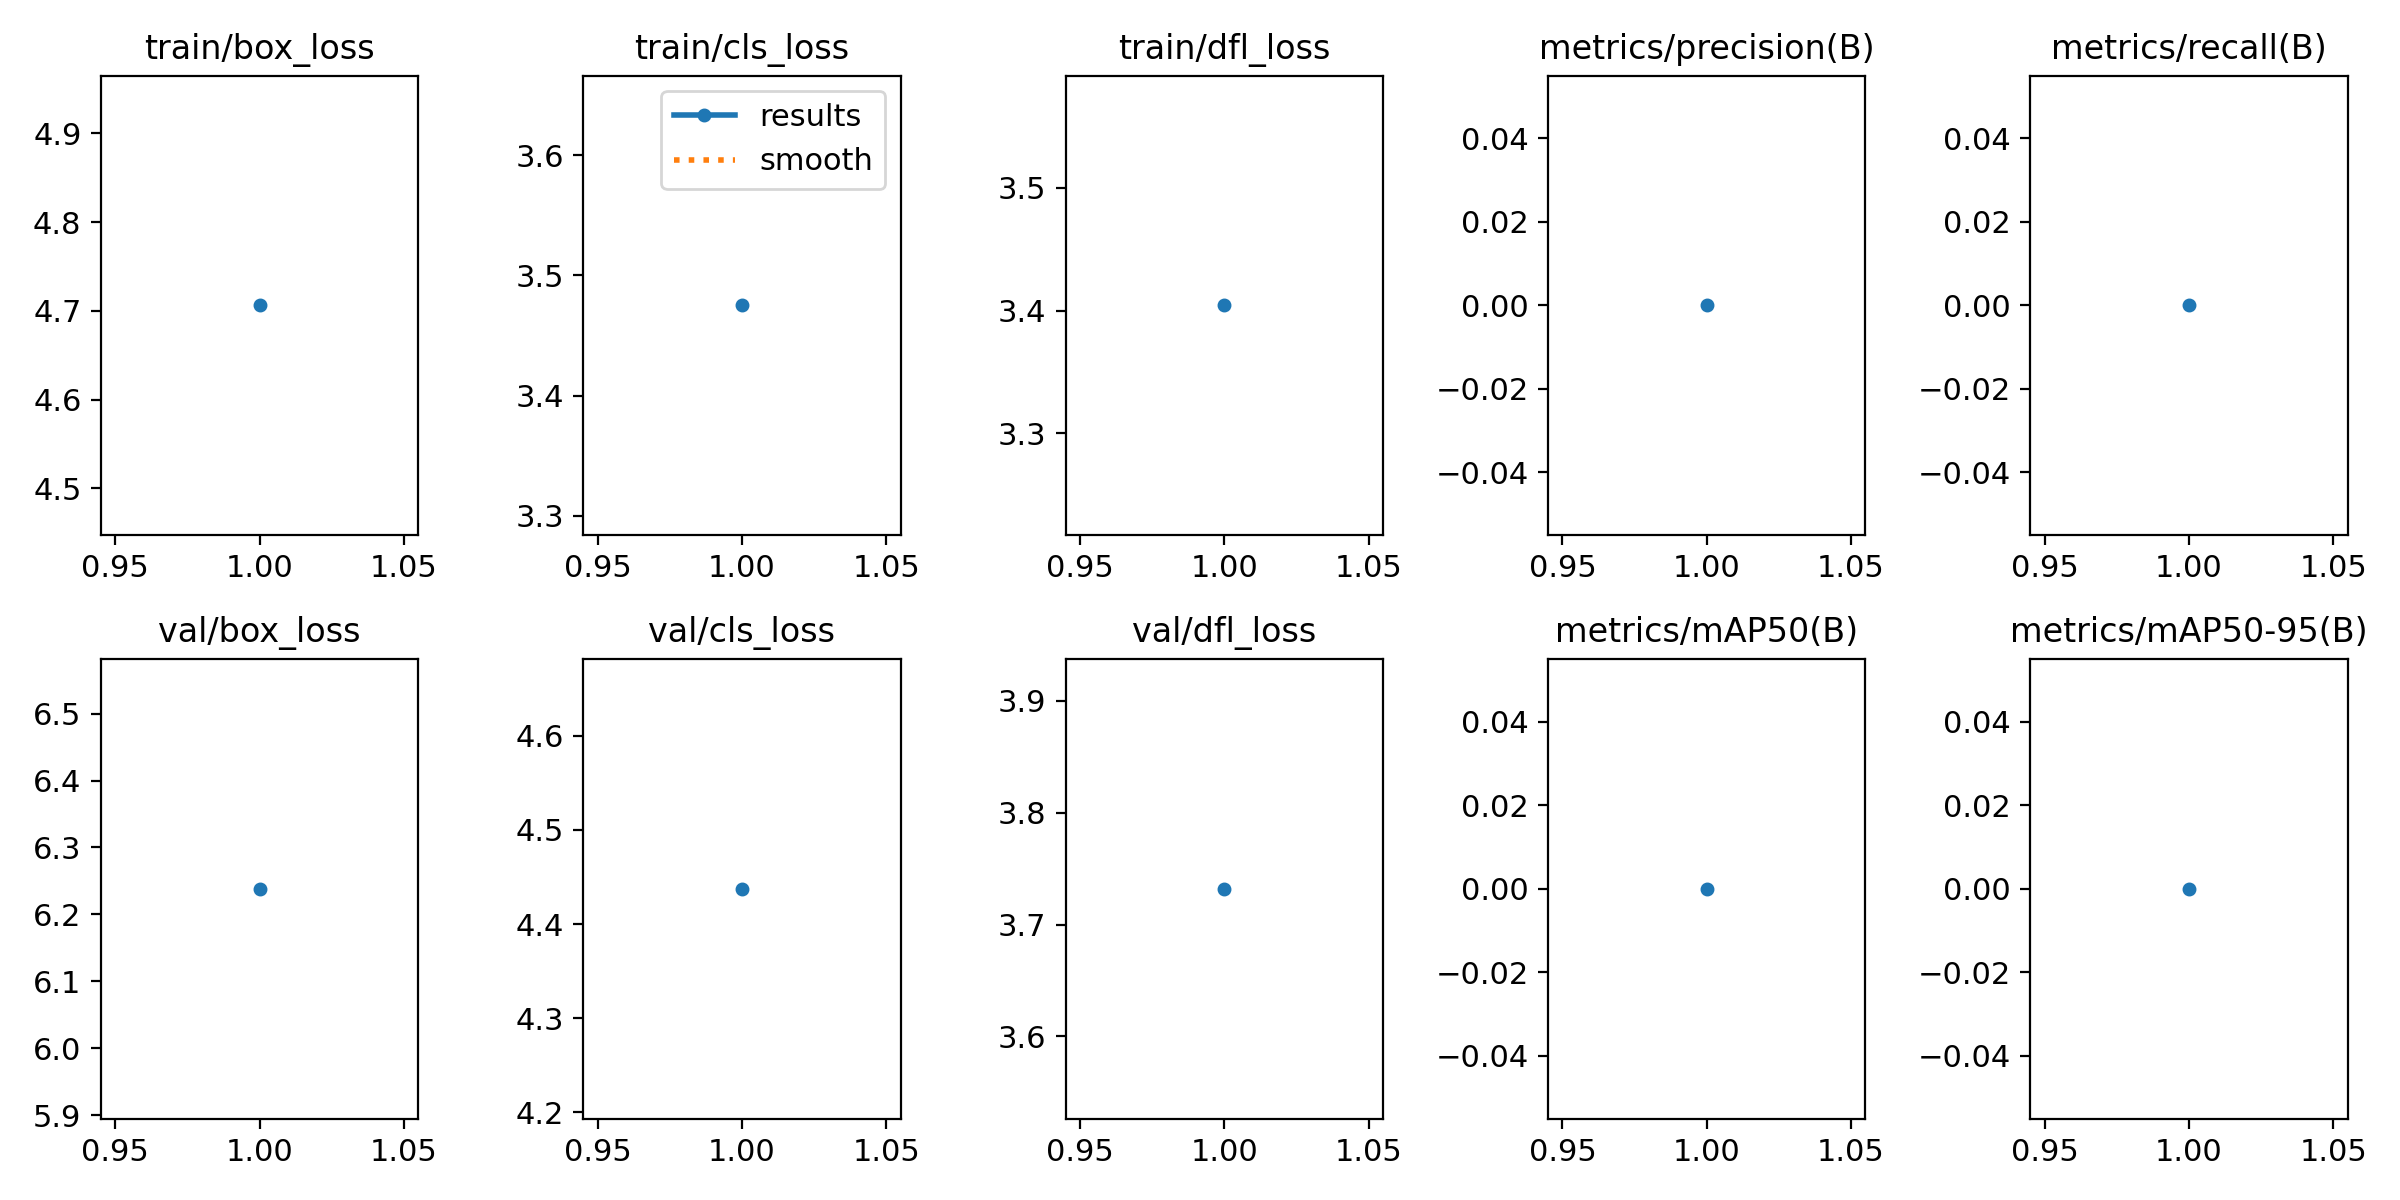 train/box_loss
4.9
4.8
4.7
4.6
4.5
0.95 1.00 1.05
train/cls_loss
results
smooth
3.6
3.5
3.4
3.3
0.95 1.00 1.05
train/dfl_loss
3.5
3.4
3.3
0.95 1.00 1.05
metrics/precision(B)
0.04
0.02
0.00
−0.02
−0.04
0.95 1.00 1.05
metrics/recall(B)
0.04
0.02
0.00
−0.02
−0.04
0.95 1.00 1.05
val/box_loss
6.5
6.4
6.3
6.2
6.1
6.0
5.9
0.95 1.00 1.05
val/cls_loss
4.6
4.5
4.4
4.3
4.2
0.95 1.00 1.05
val/dfl_loss
3.9
3.8
3.7
3.6
0.95 1.00 1.05
metrics/mAP50(B)
0.04
0.02
0.00
−0.02
−0.04
0.95 1.00 1.05
metrics/mAP50-95(B)
0.04
0.02
0.00
−0.02
−0.04
0.95 1.00 1.05